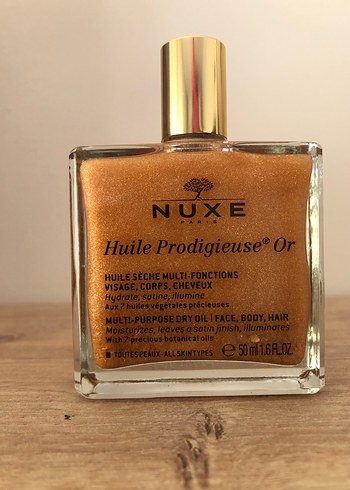 NUXE
PARIS
Huile Prodigieuse® Or
HUILE SÈCHE MULTI-FONCTIONS
VISAGE, CORPS, CHEVEUX
Hydrate, satine, illumine
Aux 7 huiles végétales précieuses
MULTI-PURPOSE DRY OIL | FACE, BODY, HAIR
Moisturizes, leaves a satin finish, illuminates
With 7 precious botanical oils
TOUTES PEAUX - ALL SKIN TYPES
℮ 50 ml 1.6 FL.OZ.